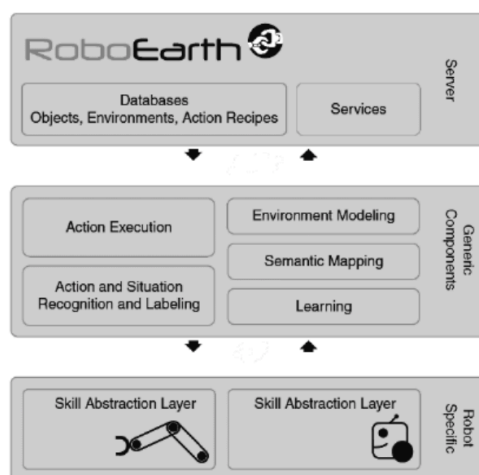 RoboEarth
Databases
Objects, Environments, Action Recipes
Services
Server
Action Execution
Action and Situation
Recognition and Labeling
Environment Modeling
Semantic Mapping
Learning
Generic
Components
Skill Abstraction Layer
Skill Abstraction Layer
Robot
Specific